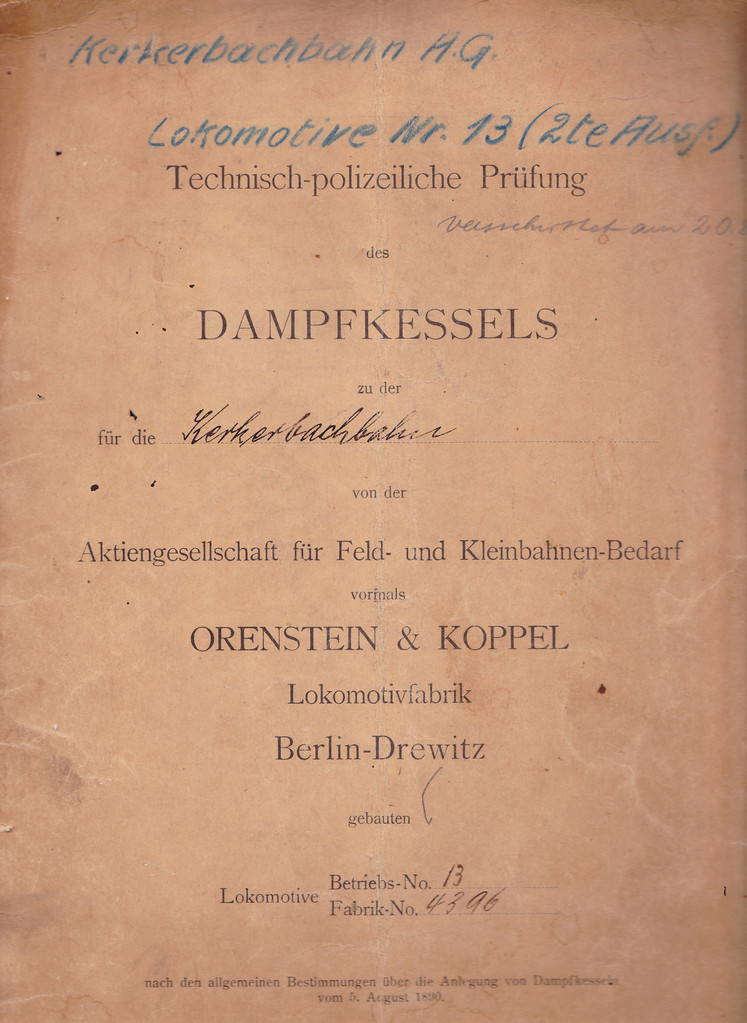 Kerkerbachbahn A.G.
Lokomotive Nr. 13 (2te Ausf.)
Technisch-polizeiliche Prüfung
am 20.
des
DAMPFKESSELS
zu der
für die Kerkerbachbahn
von der
Aktiengesellschaft für Feld- und Kleinbahnen-Bedarf
vormals
ORENSTEIN & KOPPEL
Lokomotivfabrik
Berlin-Drewitz
gebauten
Lokomotive Betriebs-No. 13
Fabrik-No. 4396
nach den allgemeinen Bestimmungen über die Anlegung von Dampfkesseln
vom 5. August 1890.